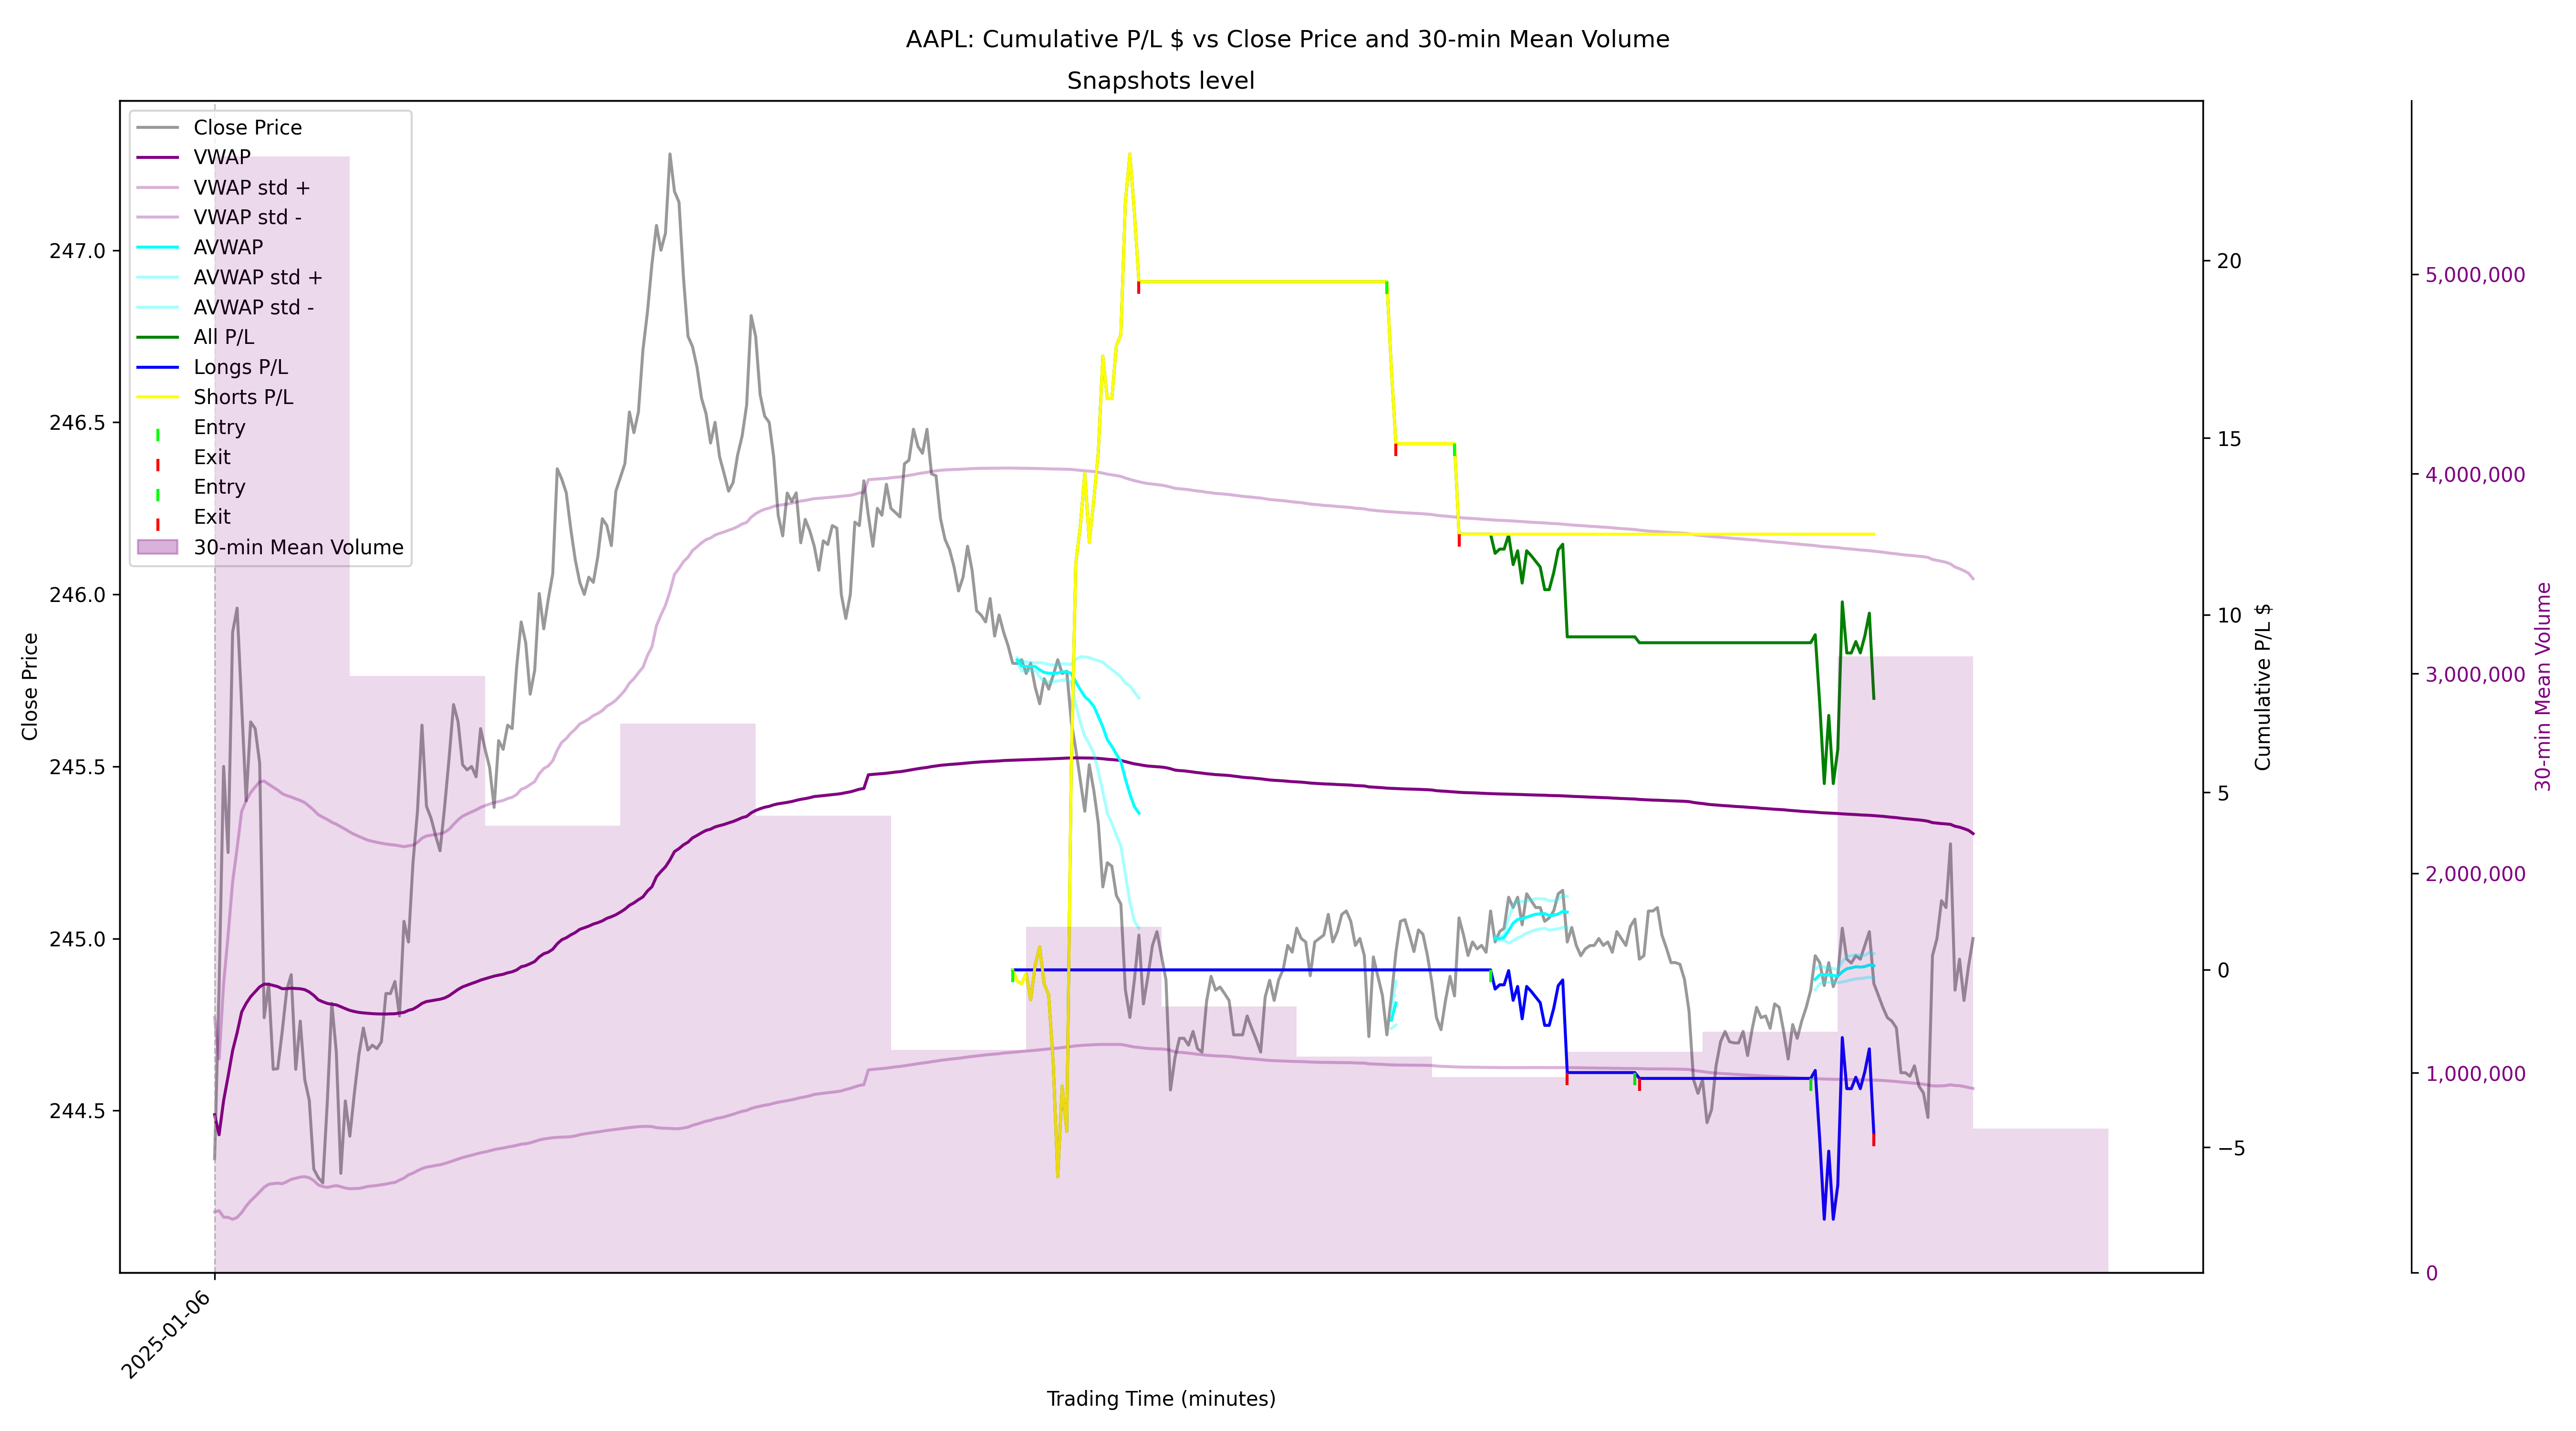 AAPL: Cumulative P/L $ vs Close Price and 30-min Mean Volume
Snapshots level
Close Price
VWAP
VWAP std +
VWAP std -
AVWAP
AVWAP std +
AVWAP std -
All P/L
Longs P/L
Shorts P/L
Entry
Exit
Entry
Exit
30-min Mean Volume
Close Price
247.0
246.5
246.0
245.5
245.0
244.5
20
15
10
5
0
−5
Cumulative P/L $
5,000,000
4,000,000
3,000,000
2,000,000
1,000,000
0
30-min Mean Volume
2025-01-06
Trading Time (minutes)